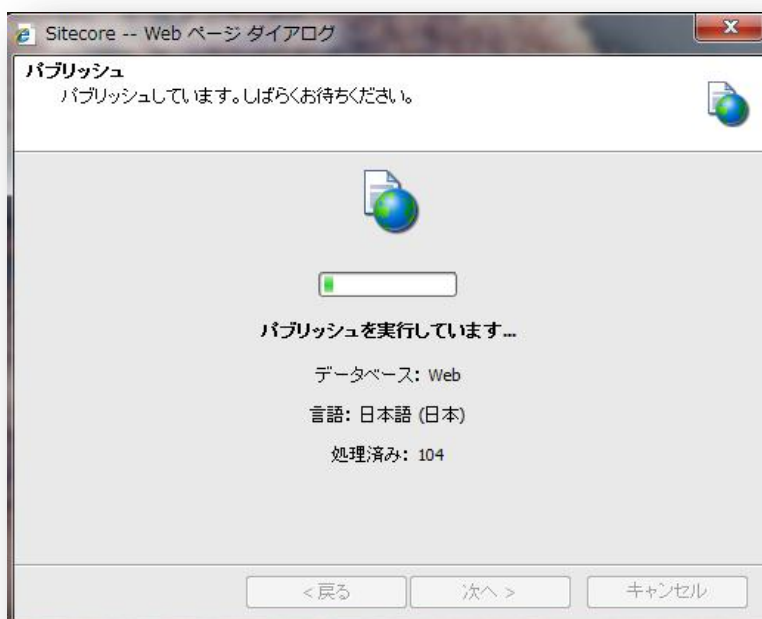 Sitecore -- Web ページ ダイアログ
パブリッシュ
パブリッシュしています。しばらくお待ちください。
パブリッシュを実行しています...
データベース: Web
言語: 日本語 (日本)
処理済み: 104
< 戻る
次へ >
キャンセル